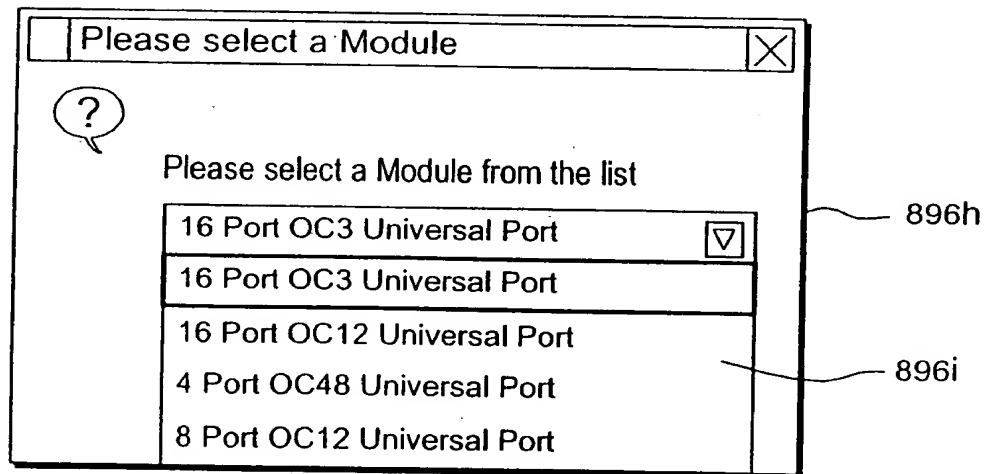 Please select a Module
?
Please select a Module from the list
16 Port OC3 Universal Port
16 Port OC3 Universal Port
16 Port OC12 Universal Port
4 Port OC48 Universal Port
8 Port OC12 Universal Port
896h
896i